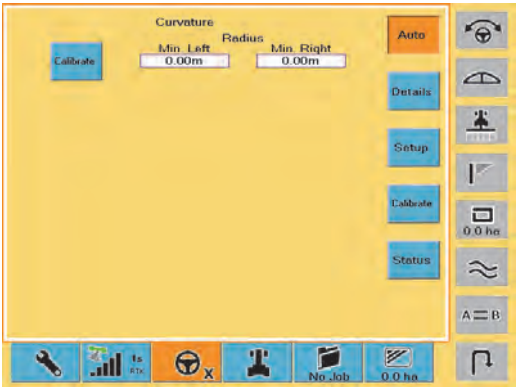 Curvature
Radius
Min. Left
Min. Right
0.00m
0.00m
Calibrate
Auto
Details
Setup
Calibrate
Status
0.0 ha
A B
ts
X
No Job
0.0 ha